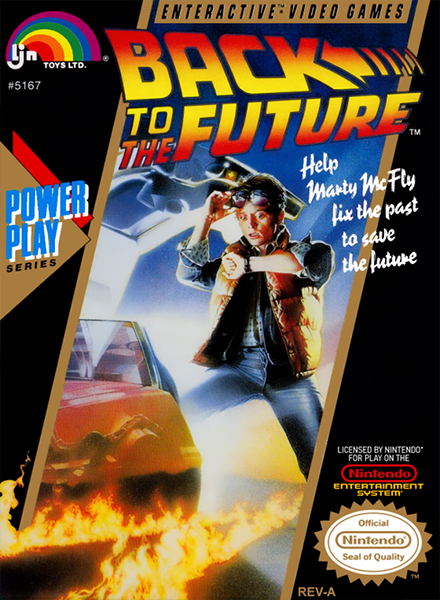 ENTERACTIVE™ VIDEO GAMES
LJN
TOYS LTD.®
#5167
BACK
TO
THE FUTURE™
Help
Marty McFly
fix the past
to save
the future
POWER
PLAY
SERIES
LICENSED BY NINTENDO®
FOR PLAY ON THE
Nintendo
ENTERTAINMENT
SYSTEM®
Official
Nintendo
Seal of Quality
™
REV-A